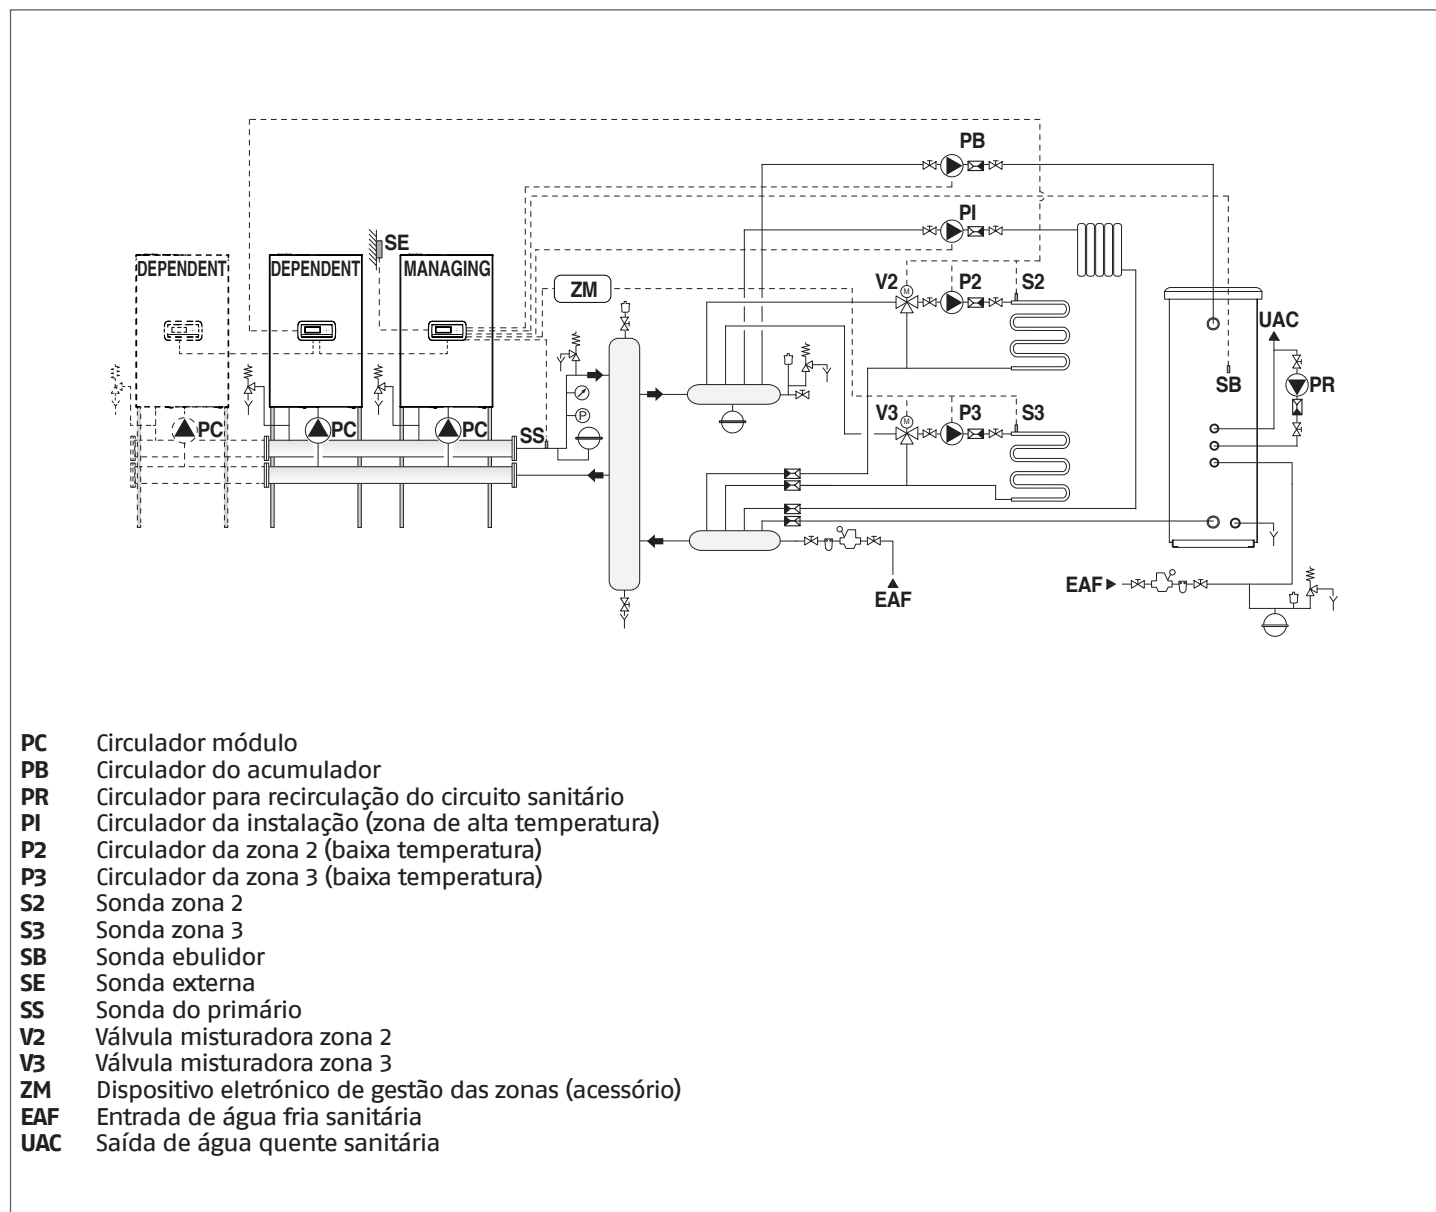 PB
PI
SE
DEPENDENT DEPENDENT MANAGING
ZM
V2 P2 S2
M
UAC
SB PR
V3 P3 S3
M
P
PC PC PC SS
EAF
EAF
PC Circulador módulo
PB Circulador do acumulador
PR Circulador para recirculação do circuito sanitário
PI Circulador da instalação (zona de alta temperatura)
P2 Circulador da zona 2 (baixa temperatura)
P3 Circulador da zona 3 (baixa temperatura)
S2 Sonda zona 2
S3 Sonda zona 3
SB Sonda ebulidor
SE Sonda externa
SS Sonda do primário
V2 Válvula misturadora zona 2
V3 Válvula misturadora zona 3
ZM Dispositivo eletrónico de gestão das zonas (acessório)
EAF Entrada de água fria sanitária
UAC Saída de água quente sanitária